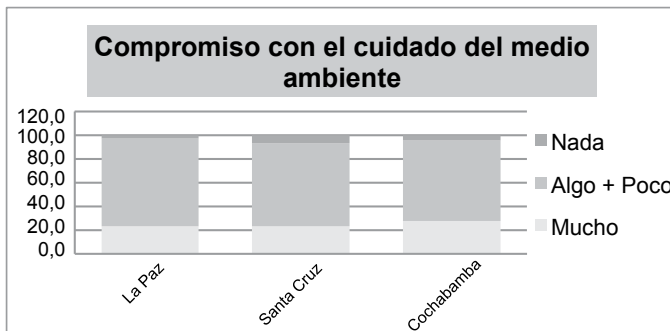 Compromiso con el cuidado del medio
ambiente
120,0
100,0
80,0
60,0
40,0
20,0
0,0
La Paz
Santa Cruz
Cochabamba
Nada
Algo + Poco
Mucho